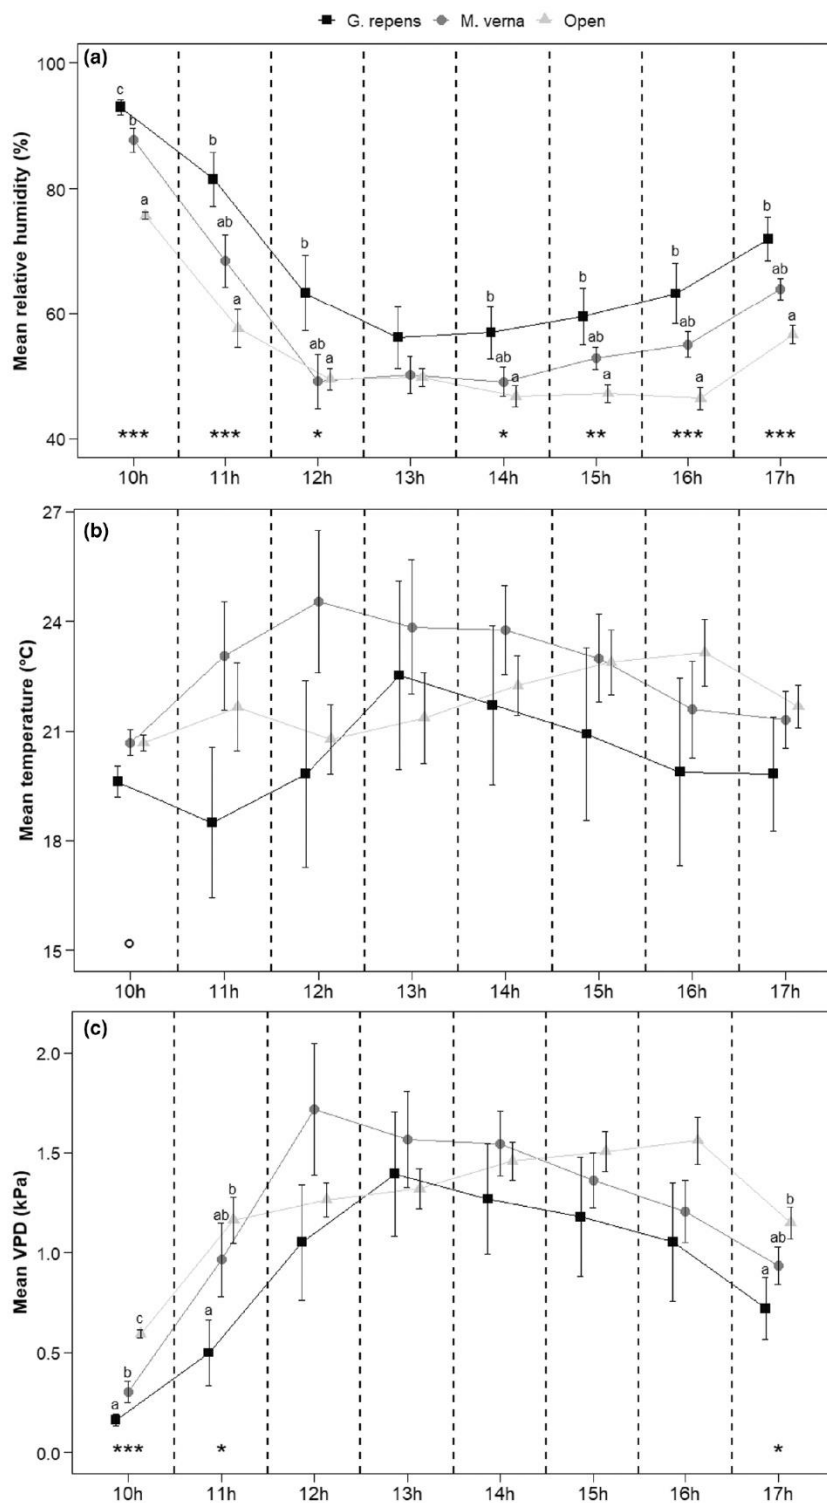 G. repens M. verna Open
(a)
Mean relative humidity (%)
100
80
60
40
c b a
b ab a
b ab a
b ab a
b ab a
b ab a
b ab a
*** *** * * ** *** ***
10h 11h 12h 13h 14h 15h 16h 17h
(b)
Mean temperature (°C)
27
24
21
18
15
10h 11h 12h 13h 14h 15h 16h 17h
(c)
Mean VPD (kPa)
2.0
1.5
1.0
0.5
0.0
a b c
a ab b
a ab b
*** * *
10h 11h 12h 13h 14h 15h 16h 17h